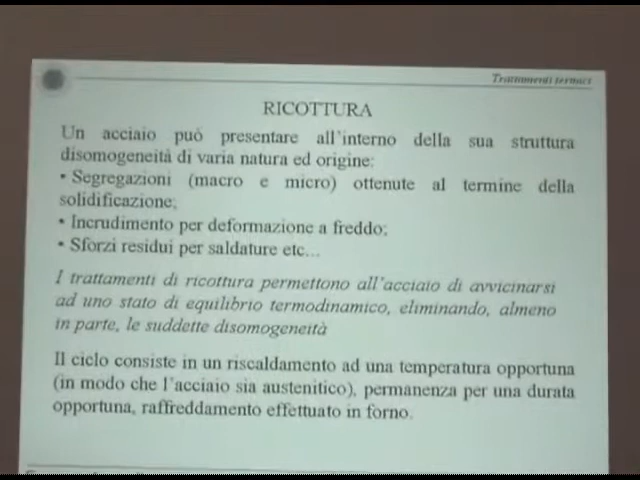 Trattamenti termici
RICOTTURA
Un acciaio può presentare all'interno della sua struttura
disomogeneità di varia natura ed origine:
• Segregazioni (macro e micro) ottenute al termine della
solidificazione;
• Incrudimento per deformazione a freddo;
• Sforzi residui per saldature etc...
I trattamenti di ricottura permettono all'acciaio di avvicinarsi
ad uno stato di equilibrio termodinamico, eliminando, almeno
in parte, le suddette disomogeneità
Il ciclo consiste in un riscaldamento ad una temperatura opportuna
(in modo che l'acciaio sia austenitico), permanenza per una durata
opportuna, raffreddamento effettuato in forno.